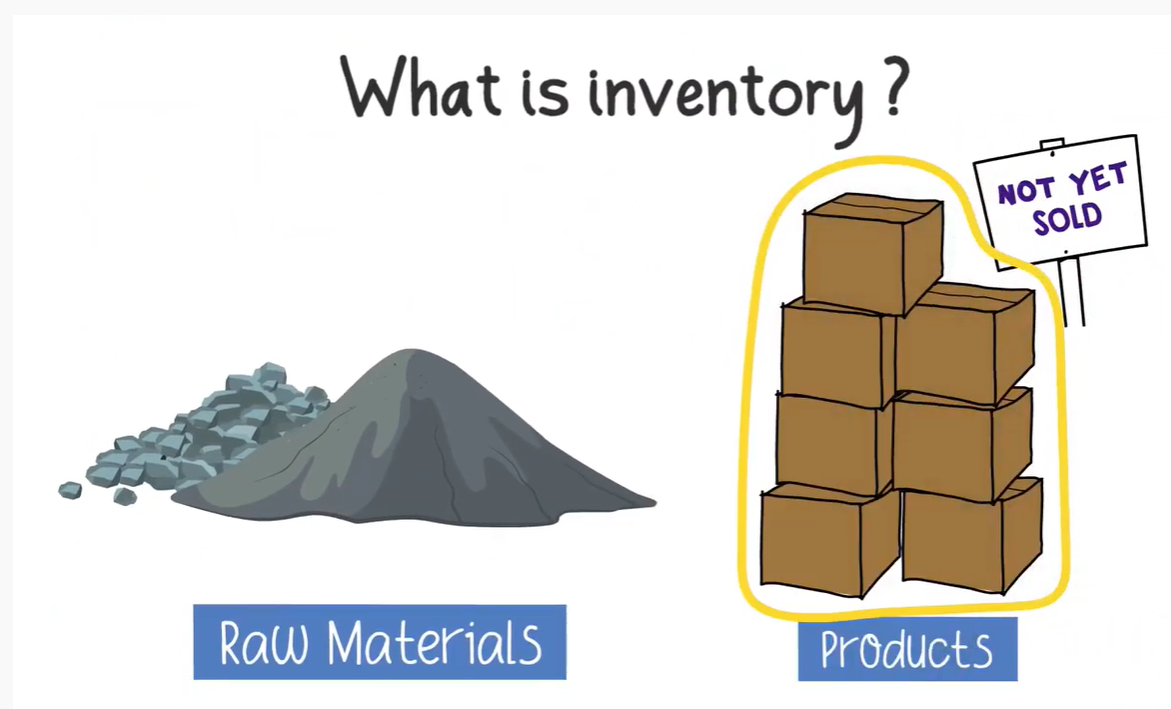 What is inventory ?
NOT YET
SOLD
Raw Materials
Products